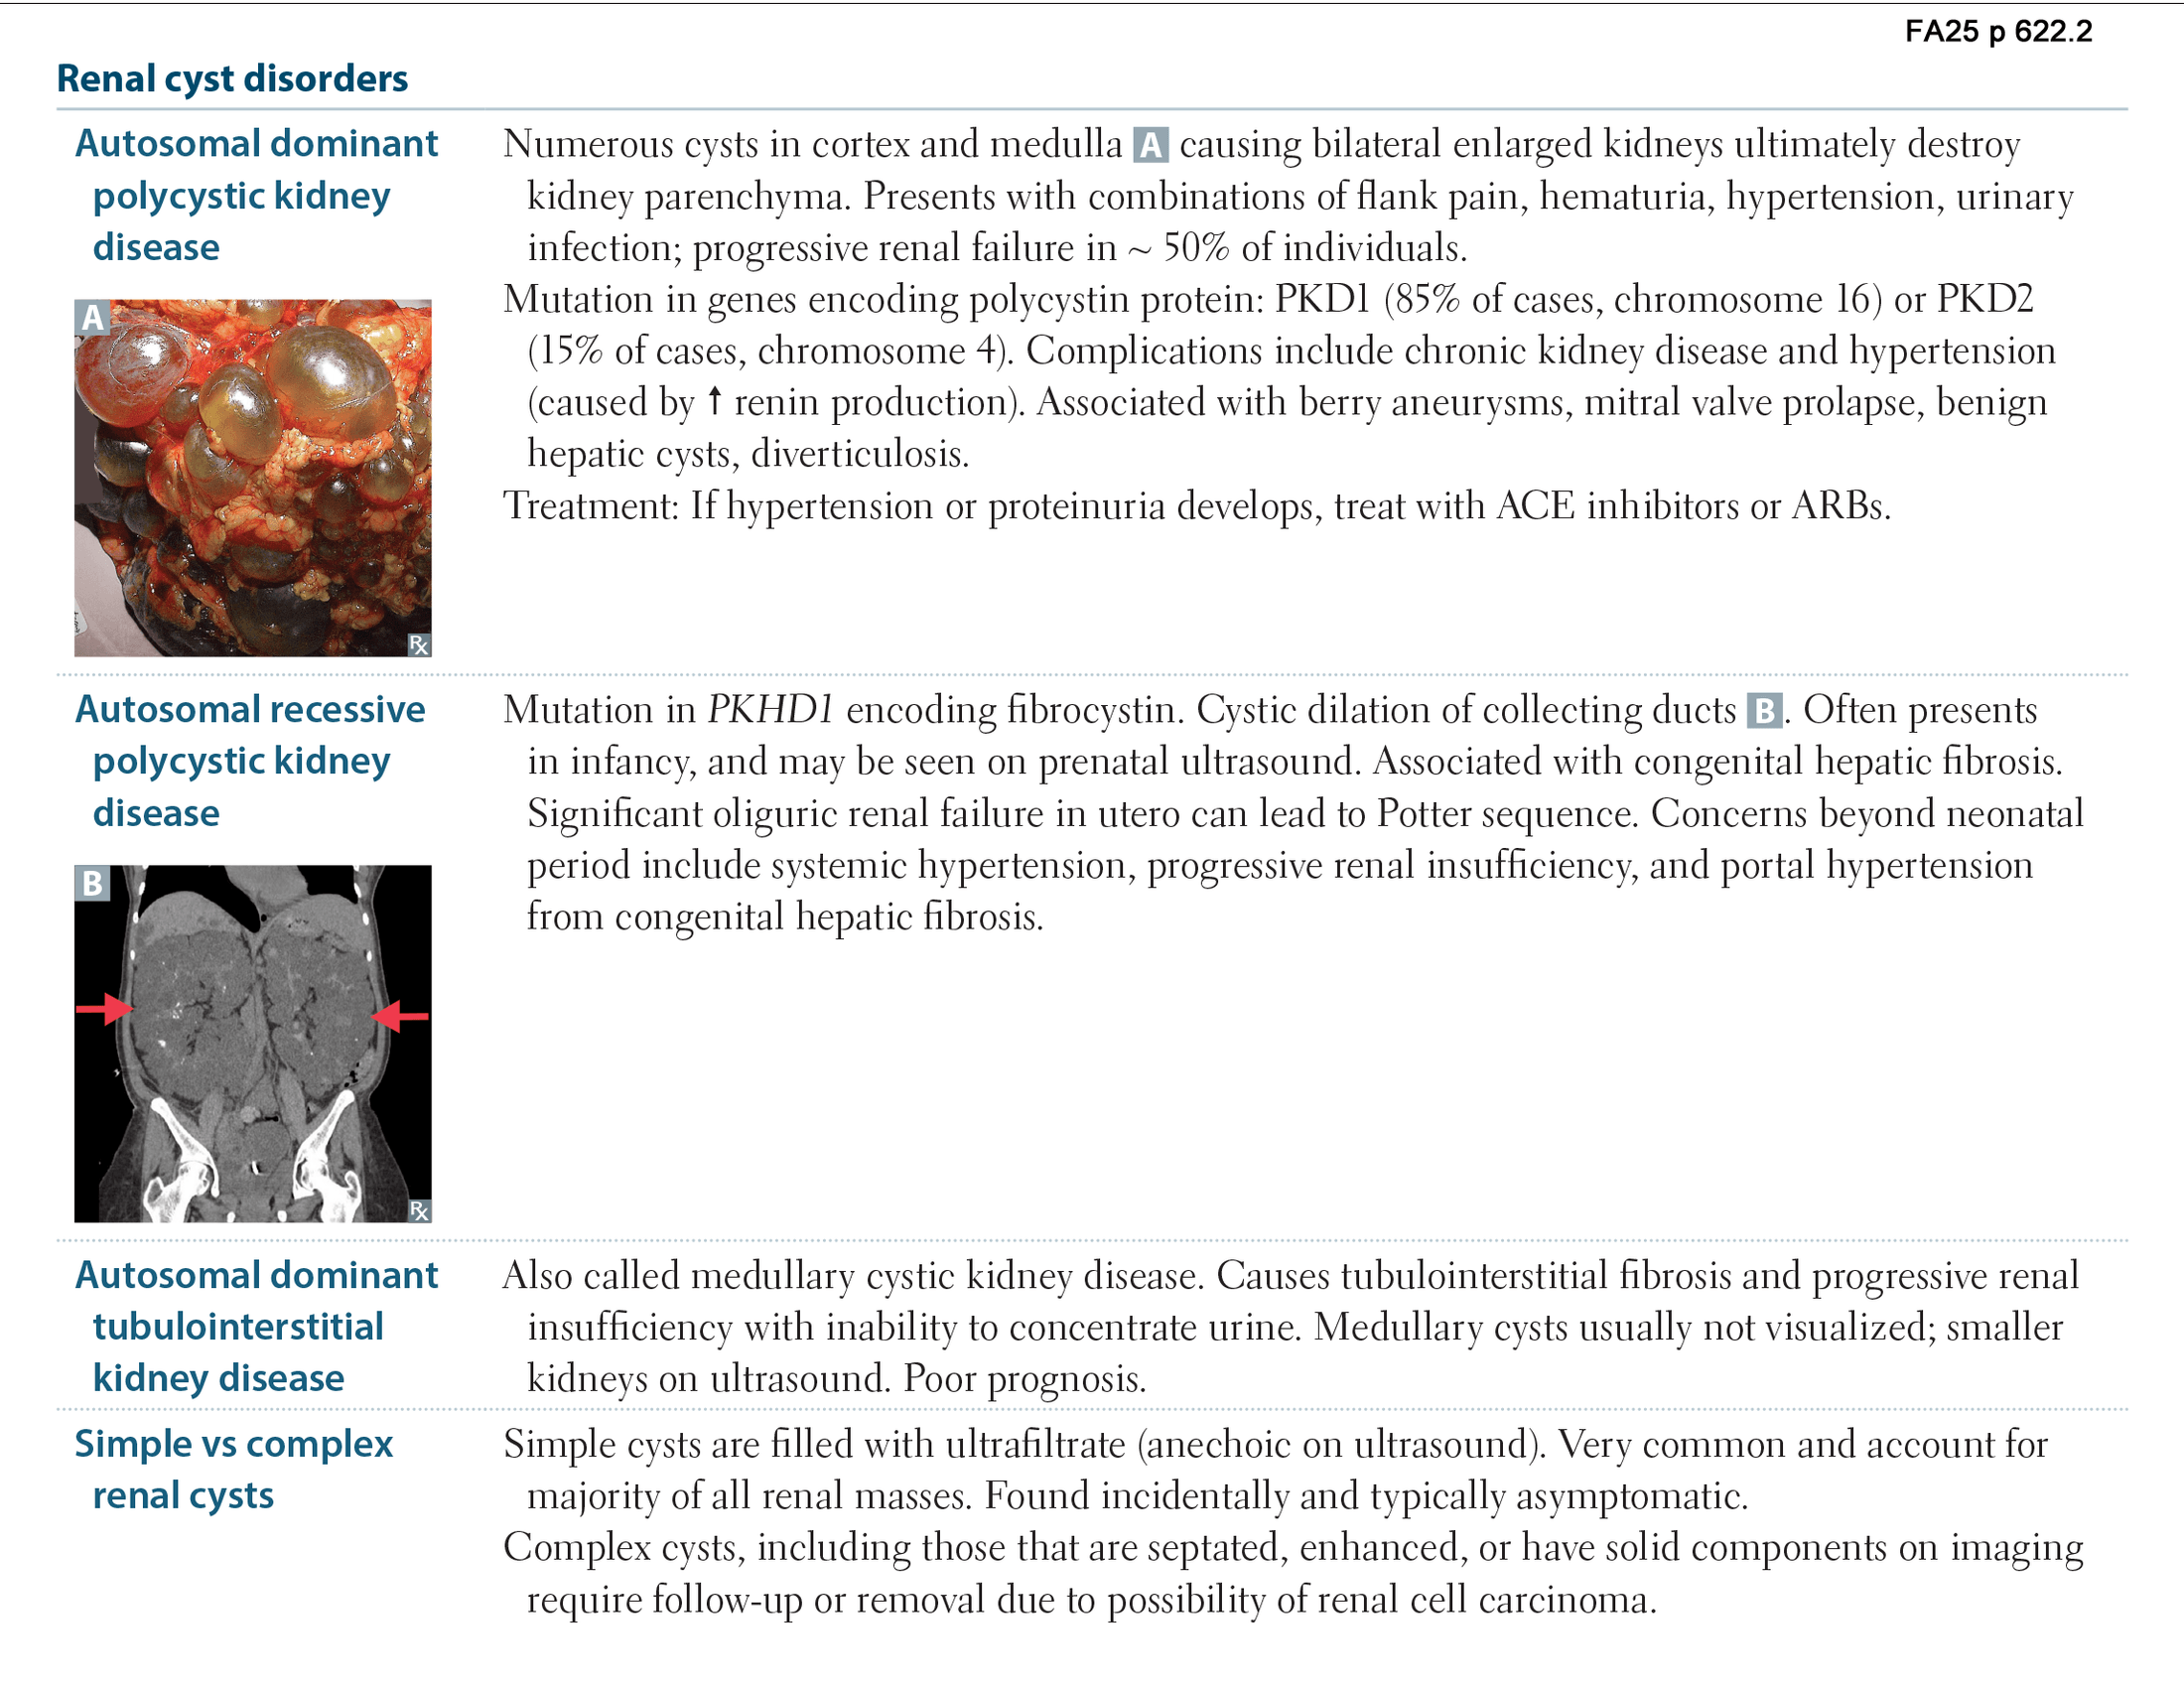 FA25 p 622.2
Renal cyst disorders
Autosomal dominant
polycystic kidney
disease
A
Rx
Numerous cysts in cortex and medulla A causing bilateral enlarged kidneys ultimately destroy
kidney parenchyma. Presents with combinations of flank pain, hematuria, hypertension, urinary
infection; progressive renal failure in ~ 50% of individuals.
Mutation in genes encoding polycystin protein: PKD1 (85% of cases, chromosome 16) or PKD2
(15% of cases, chromosome 4). Complications include chronic kidney disease and hypertension
(caused by ↑ renin production). Associated with berry aneurysms, mitral valve prolapse, benign
hepatic cysts, diverticulosis.
Treatment: If hypertension or proteinuria develops, treat with ACE inhibitors or ARBs.
Autosomal recessive
polycystic kidney
disease
B
Rx
Mutation in PKHD1 encoding fibrocystin. Cystic dilation of collecting ducts B. Often presents
in infancy, and may be seen on prenatal ultrasound. Associated with congenital hepatic fibrosis.
Significant oliguric renal failure in utero can lead to Potter sequence. Concerns beyond neonatal
period include systemic hypertension, progressive renal insufficiency, and portal hypertension
from congenital hepatic fibrosis.
Autosomal dominant
tubulointerstitial
kidney disease
Also called medullary cystic kidney disease. Causes tubulointerstitial fibrosis and progressive renal
insufficiency with inability to concentrate urine. Medullary cysts usually not visualized; smaller
kidneys on ultrasound. Poor prognosis.
Simple vs complex
renal cysts
Simple cysts are filled with ultrafiltrate (anechoic on ultrasound). Very common and account for
majority of all renal masses. Found incidentally and typically asymptomatic.
Complex cysts, including those that are septated, enhanced, or have solid components on imaging
require follow-up or removal due to possibility of renal cell carcinoma.